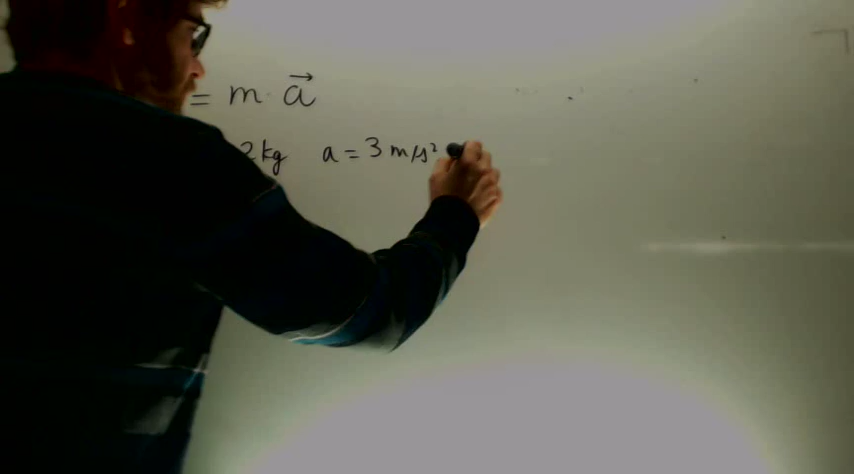 = m · a⃗
2 kg a = 3 m/s²